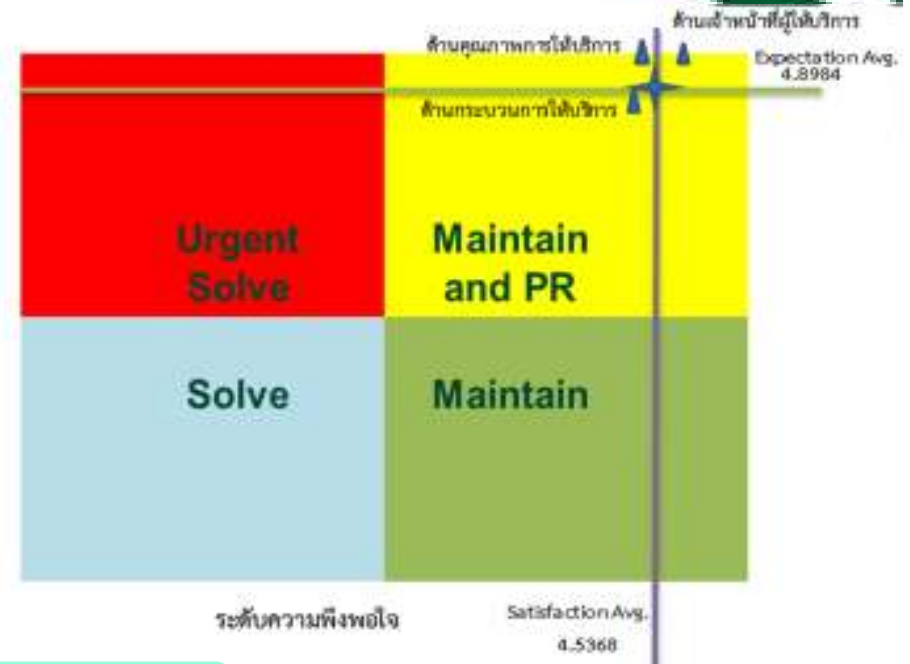 ด้านเจ้าหน้าที่ผู้ให้บริการ
ด้านคุณภาพการให้บริการ
Expectation Avg.
4.8984
ด้านกระบวนการให้บริการ
Urgent
Solve
Maintain
and PR
Solve
Maintain
ระดับความพึงพอใจ
Satisfaction Avg.
4.5368